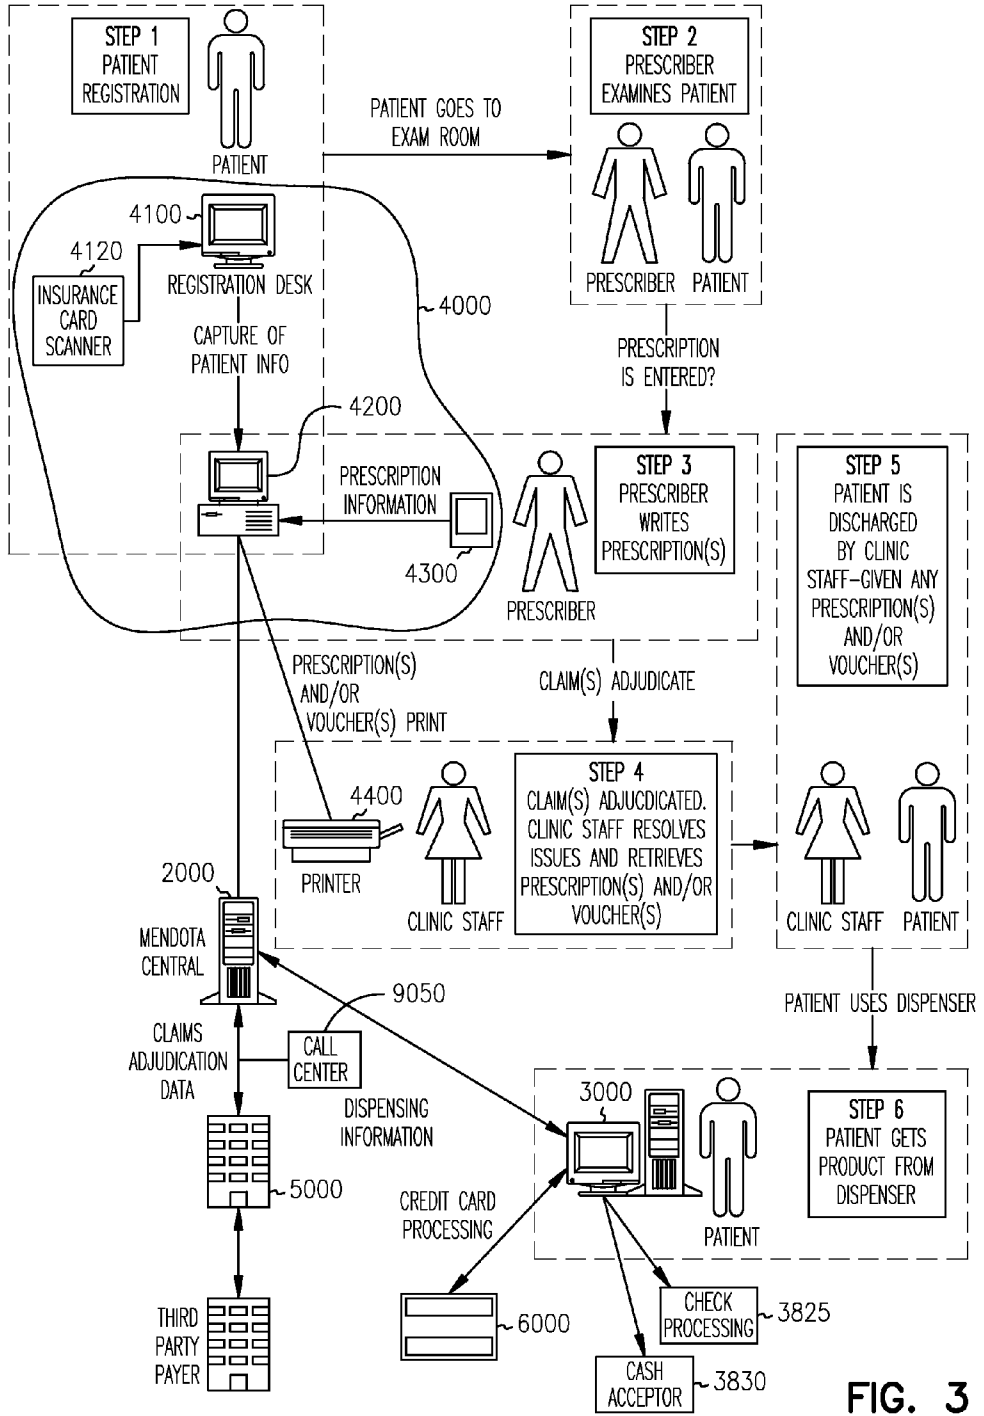 STEP 1
PATIENT
REGISTRATION
PATIENT
PATIENT GOES TO
EXAM ROOM
STEP 2
PRESCRIBER
EXAMINES PATIENT
PRESCRIBER
PATIENT
4100
4120
INSURANCE
CARD
SCANNER
REGISTRATION DESK
4000
CAPTURE OF
PATIENT INFO
PRESCRIPTION
IS ENTERED?
4200
PRESCRIPTION
INFORMATION
4300
PRESCRIBER
STEP 3
PRESCRIBER
WRITES
PRESCRIPTION(S)
STEP 5
PATIENT IS
DISCHARGED
BY CLINIC
STAFF-GIVEN ANY
PRESCRIPTION(S)
AND/OR
VOUCHER(S)
PRESCRIPTION(S)
AND/OR
VOUCHER(S) PRINT
CLAIM(S) ADJUDICATE
4400
PRINTER
CLINIC STAFF
STEP 4
CLAIM(S) ADJUCDICATED.
CLINIC STAFF RESOLVES
ISSUES AND RETRIEVES
PRESCRIPTION(S) AND/OR
VOUCHER(S)
CLINIC STAFF
PATIENT
2000
MENDOTA
CENTRAL
9050
CALL
CENTER
CLAIMS
ADJUDICATION
DATA
PATIENT USES DISPENSER
DISPENSING
INFORMATION
3000
PATIENT
STEP 6
PATIENT GETS
PRODUCT FROM
DISPENSER
5000
CREDIT CARD
PROCESSING
THIRD
PARTY
PAYER
6000
CHECK
PROCESSING
3825
CASH
ACCEPTOR
3830
FIG. 3